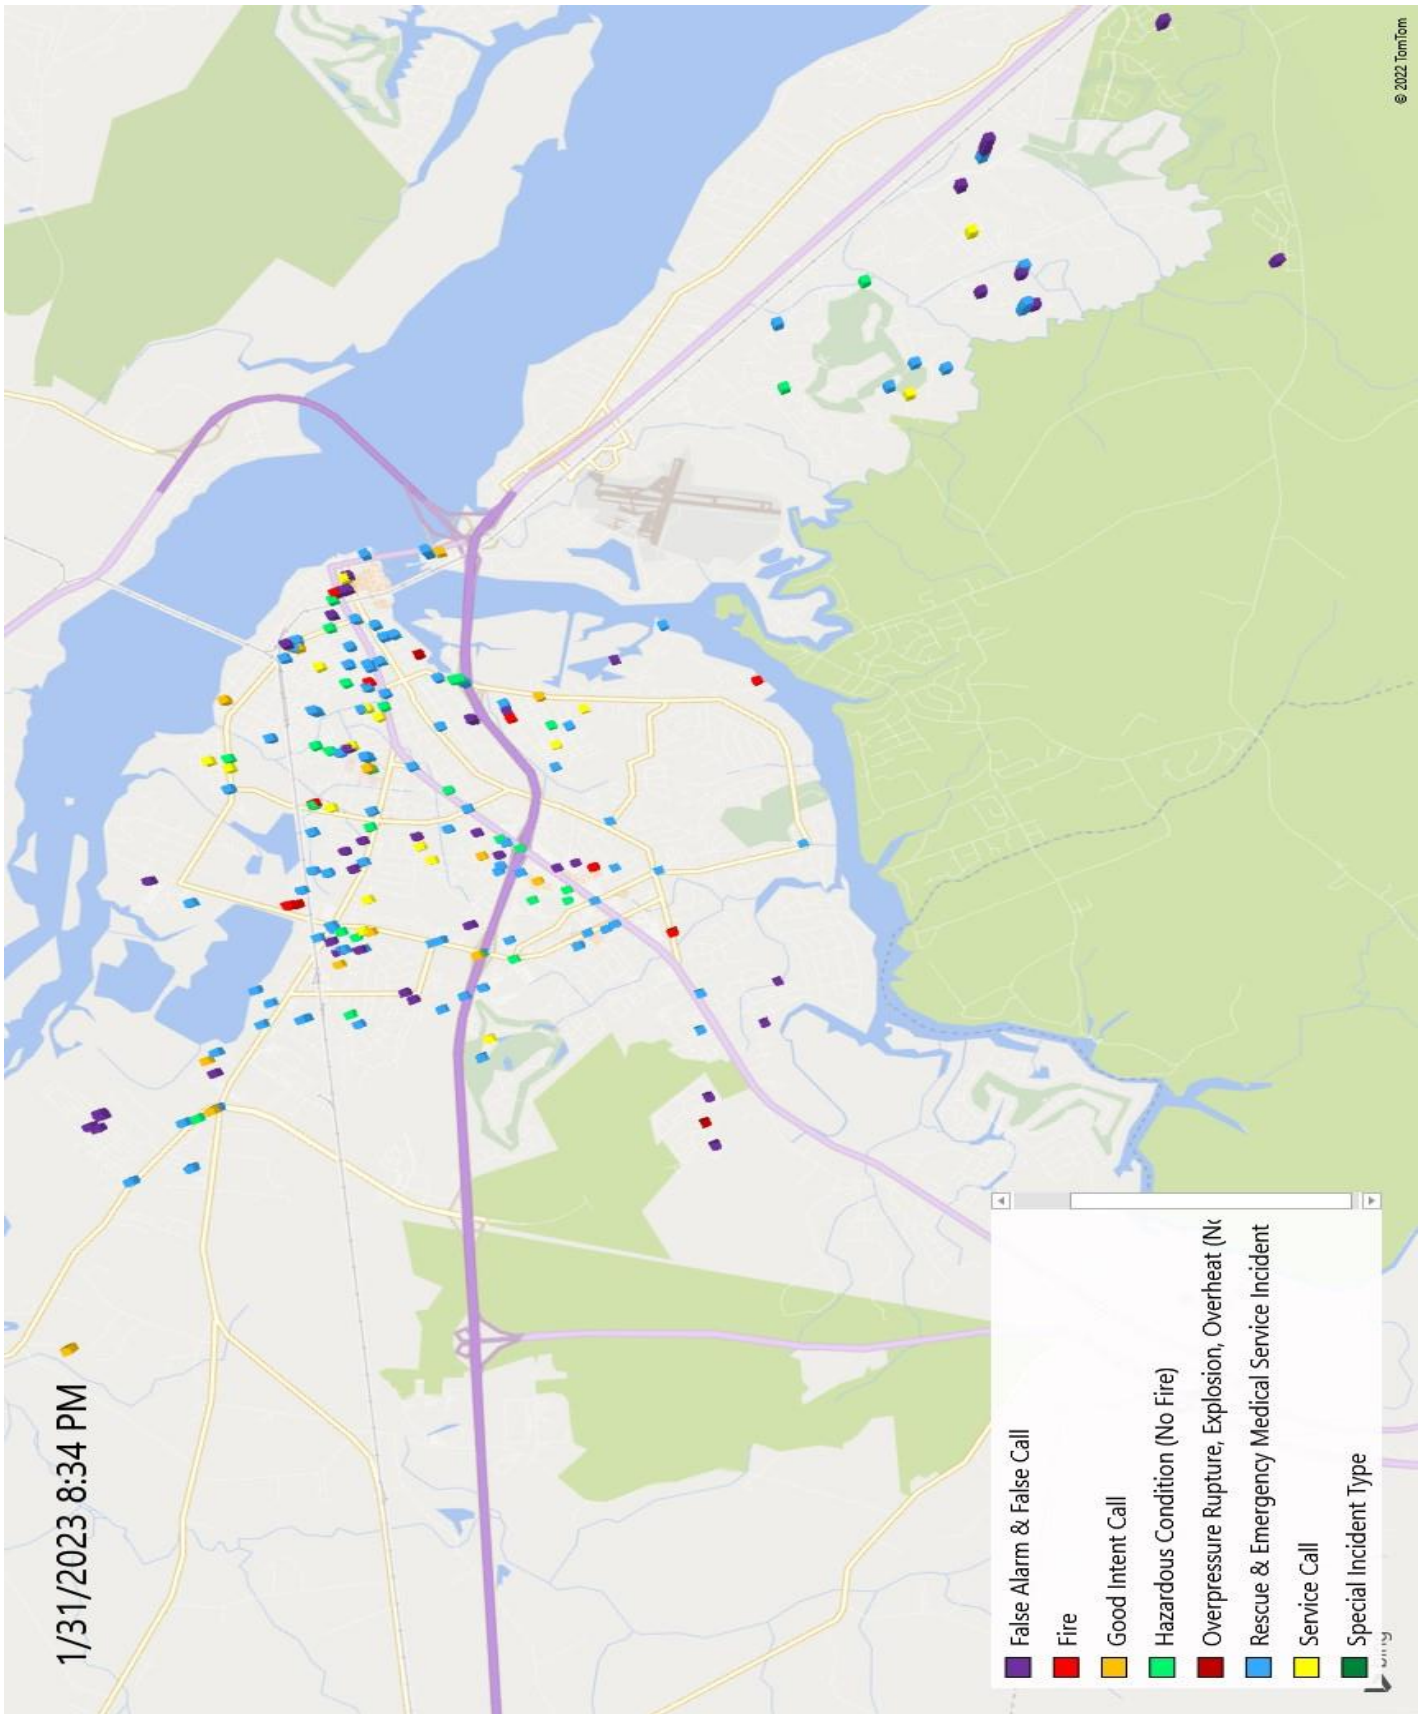 1/31/2023 8:34 PM
False Alarm & False Call
Fire
Good Intent Call
Hazardous Condition (No Fire)
Overpressure Rupture, Explosion, Overheat (No
Rescue & Emergency Medical Service Incident
Service Call
Special Incident Type
© 2022 TomTom